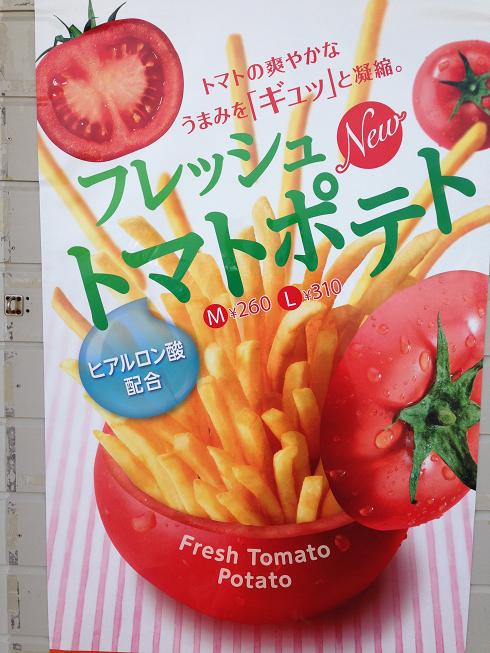 トマトの爽やかな
うまみを「ギュッ」と凝縮。
New
フレッシュ
トマトポテト
M ¥260 L ¥310
ヒアルロン酸
配合
Fresh Tomato
Potato